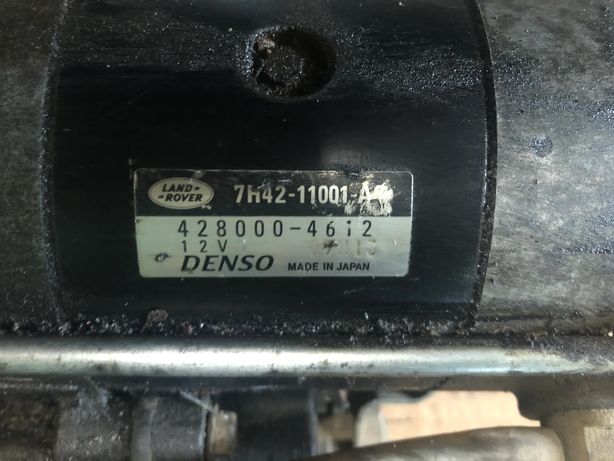 LAND-
-ROVER
7H42-11001-A
428000-4612
12V
DENSO MADE IN JAPAN